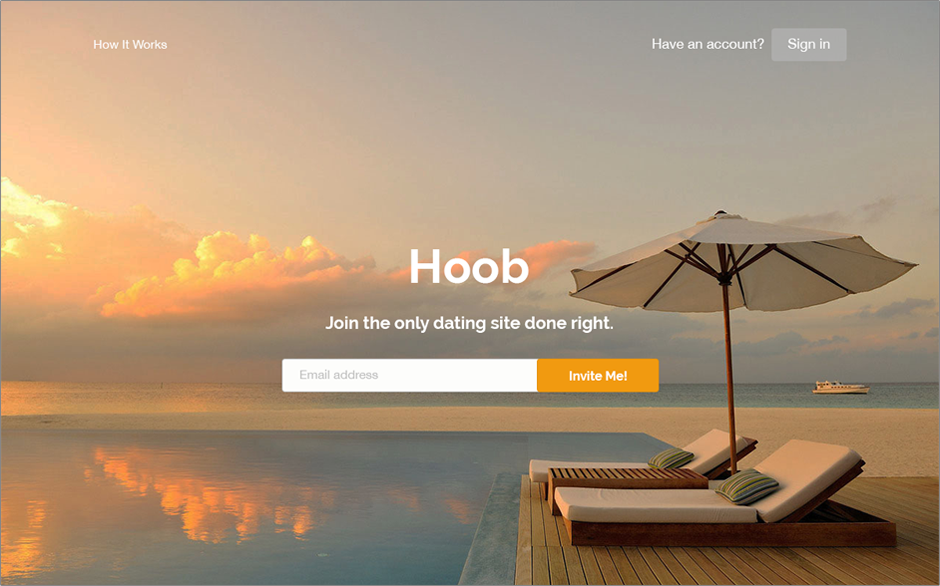 How It Works
Have an account? Sign in
Hoob
Join the only dating site done right.
Email address
Invite Me!